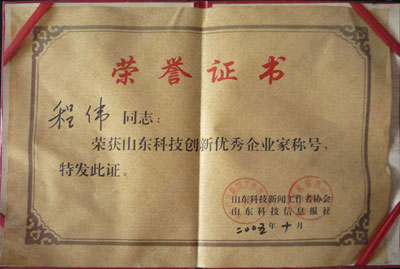 荣誉证书
程伟 同志:
荣获山东科技创新优秀企业家称号、
特发此证。
山东科技新闻工作者协会
山东科技信息报社
二00五年十月